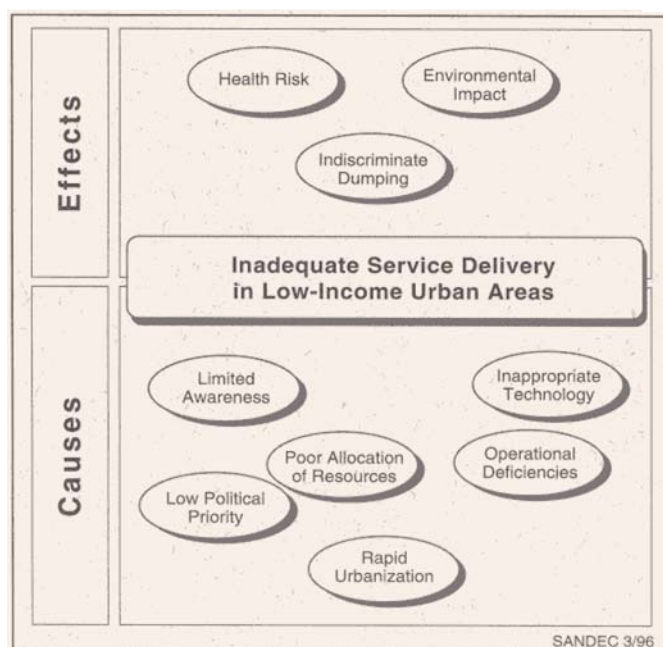 Effects
Health Risk
Environmental
Impact
Indiscriminate
Dumping
Inadequate Service Delivery
in Low-Income Urban Areas
Causes
Limited
Awareness
Inappropriate
Technology
Poor Allocation
of Resources
Operational
Deficiencies
Low Political
Priority
Rapid
Urbanization
SANDEC 3/96